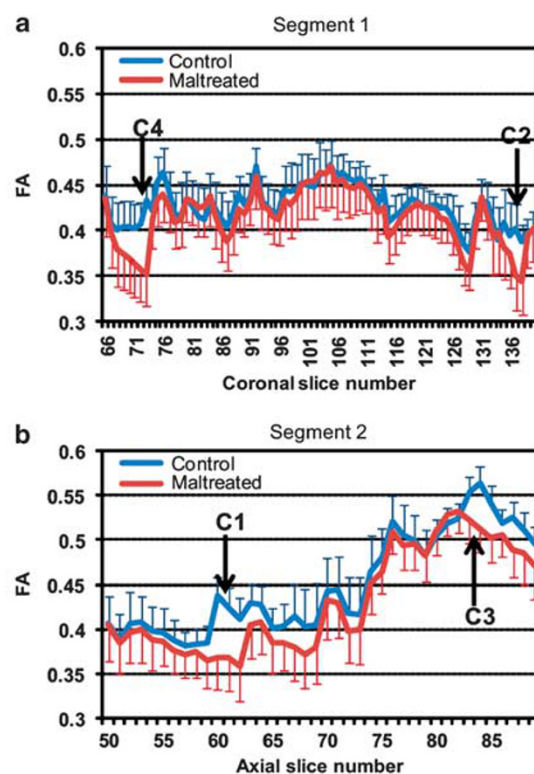 a
Segment 1
0.6
0.55
0.5
0.45
0.4
0.35
0.3
FA
Control
Maltreated
C4
C2
66 71 76 81 86 91 96 101 106 111 116 121 126 131 136
Coronal slice number
b
Segment 2
0.6
0.55
0.5
0.45
0.4
0.35
0.3
FA
Control
Maltreated
C1
C3
50 55 60 65 70 75 80 85
Axial slice number